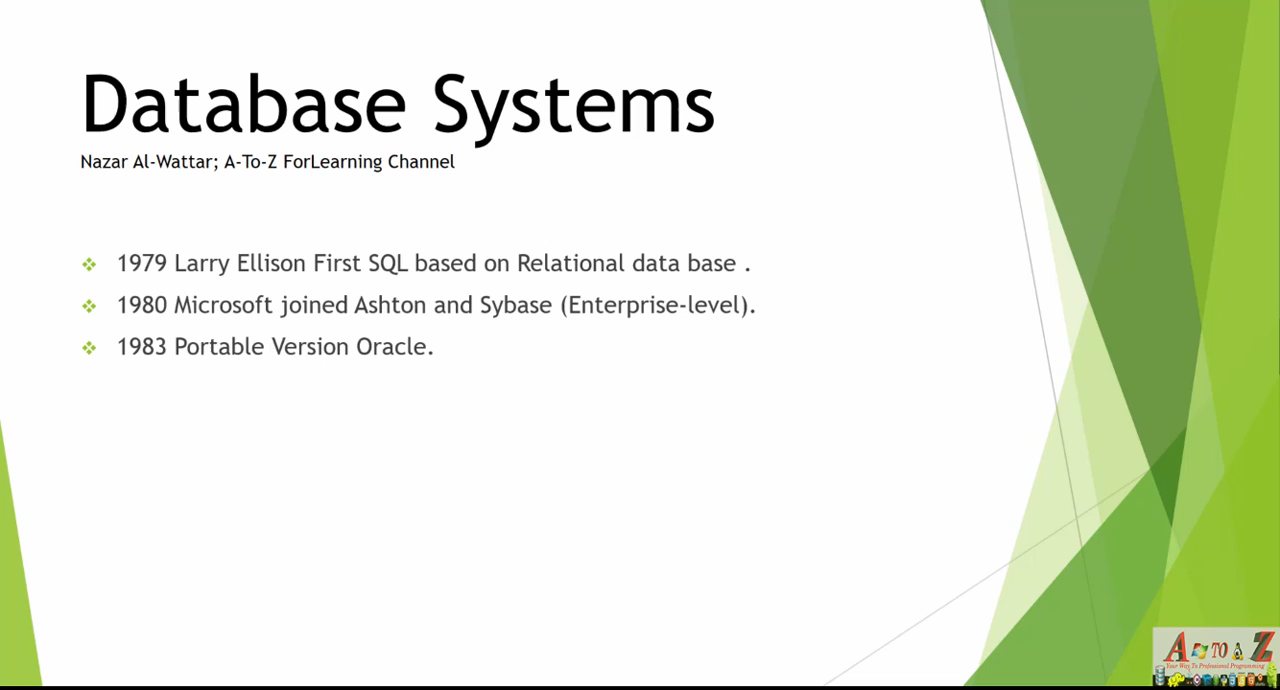 Database Systems
Nazar Al-Wattar; A-To-Z ForLearning Channel
1979 Larry Ellison First SQL based on Relational data base .
1980 Microsoft joined Ashton and Sybase (Enterprise-level).
1983 Portable Version Oracle.
A TO A Z
Your Way To Professional Programming